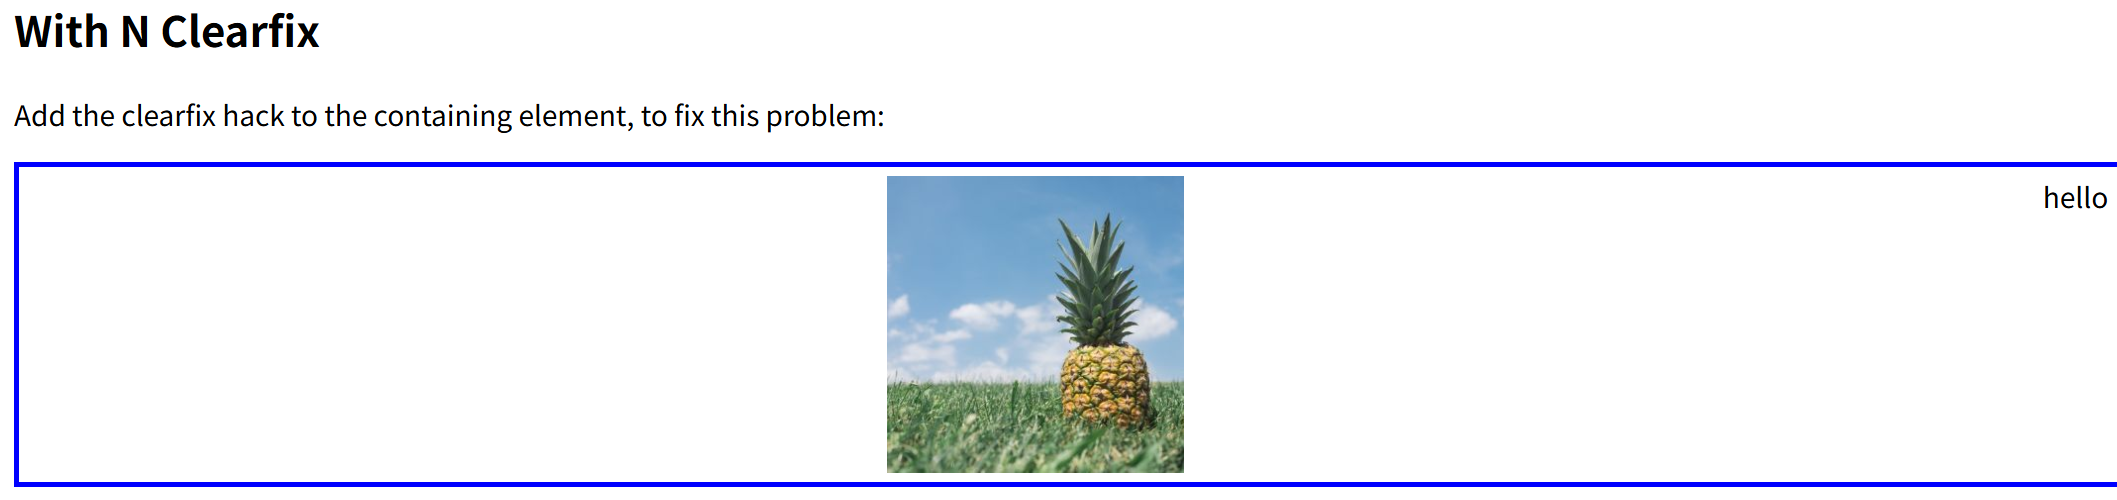 With N Clearfix
Add the clearfix hack to the containing element, to fix this problem:
hello